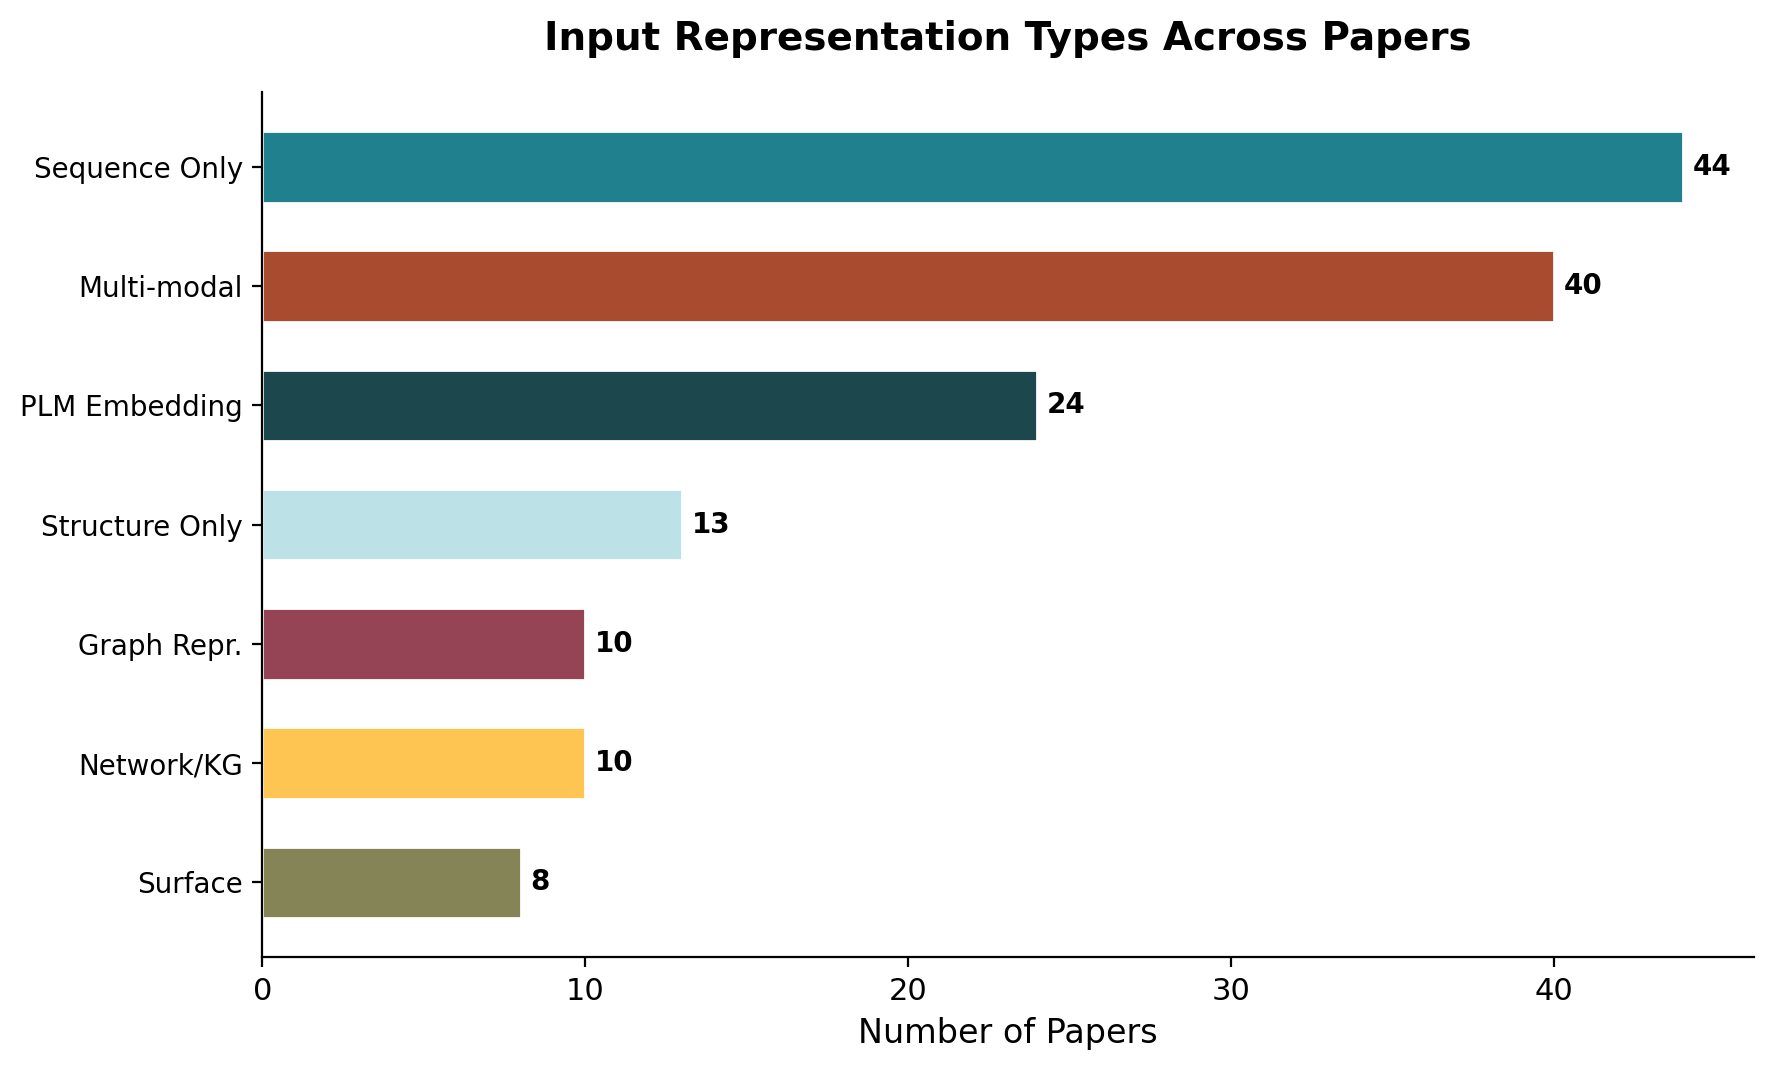 Input Representation Types Across Papers
Sequence Only 44
Multi-modal 40
PLM Embedding 24
Structure Only 13
Graph Repr. 10
Network/KG 10
Surface 8
0 10 20 30 40
Number of Papers